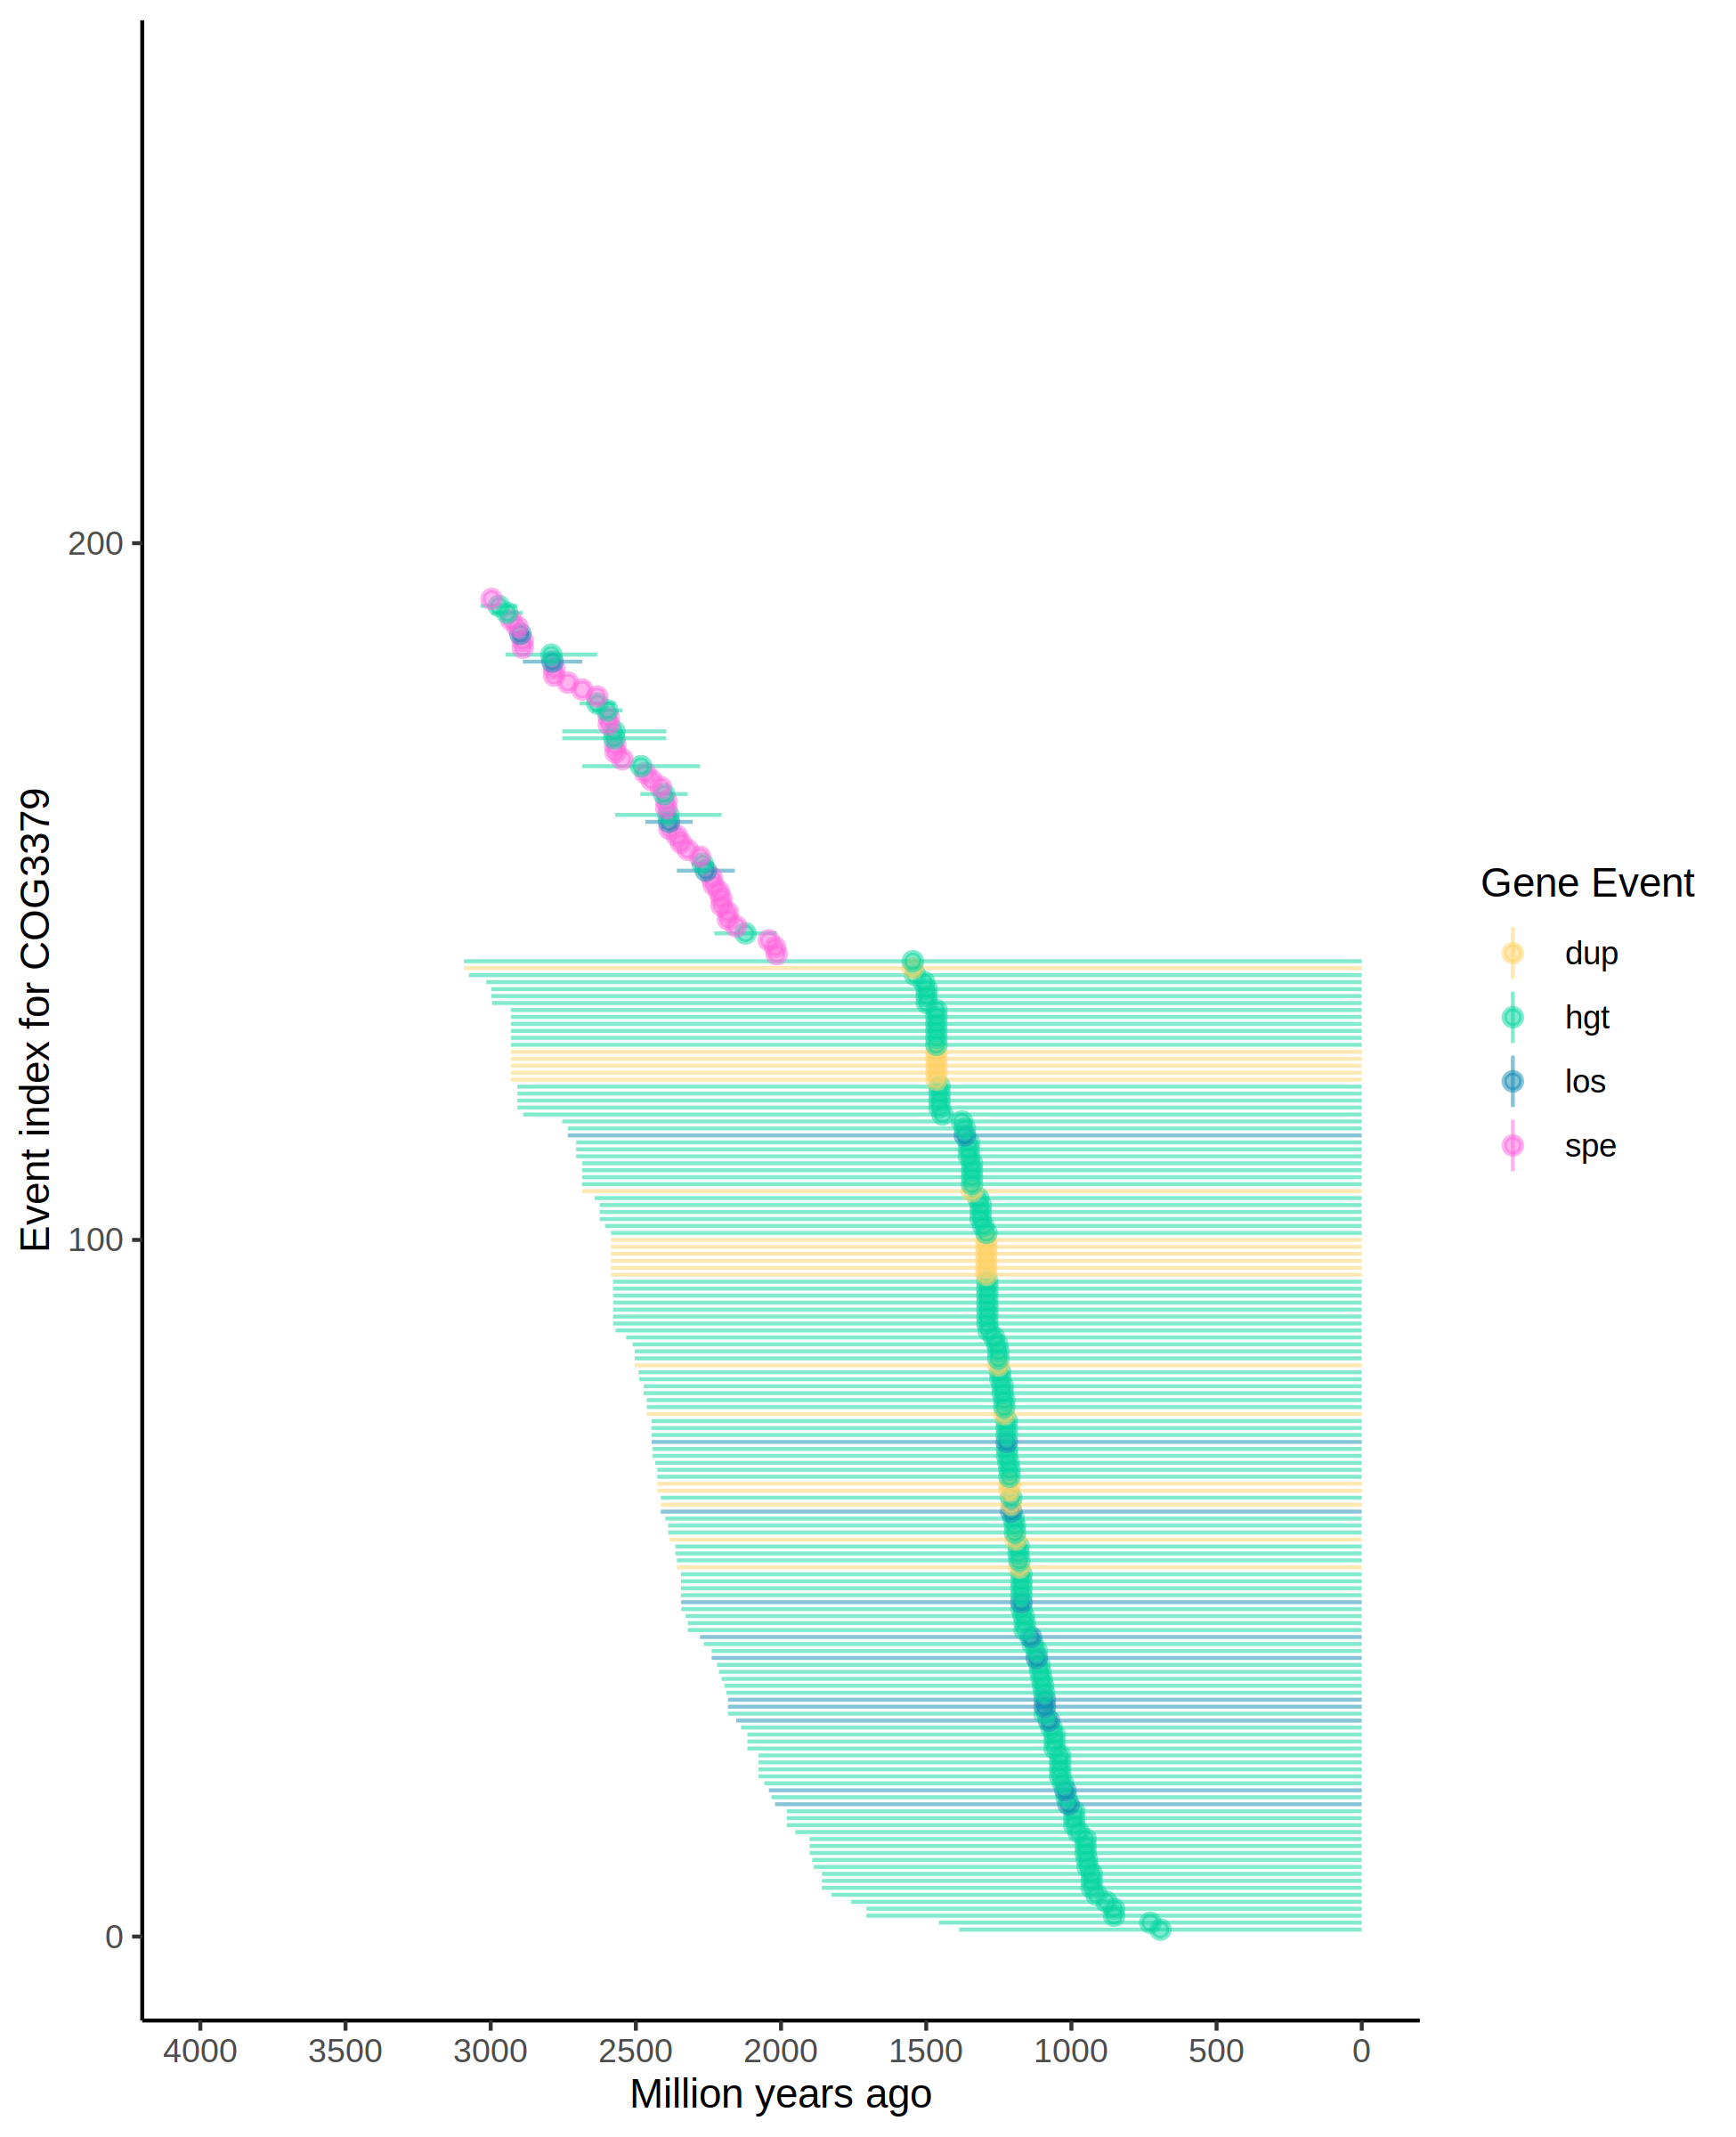 Event index for COG3379
200
100
0
4000 3500 3000 2500 2000 1500 1000 500 0
Million years ago
Gene Event
dup
hgt
los
spe